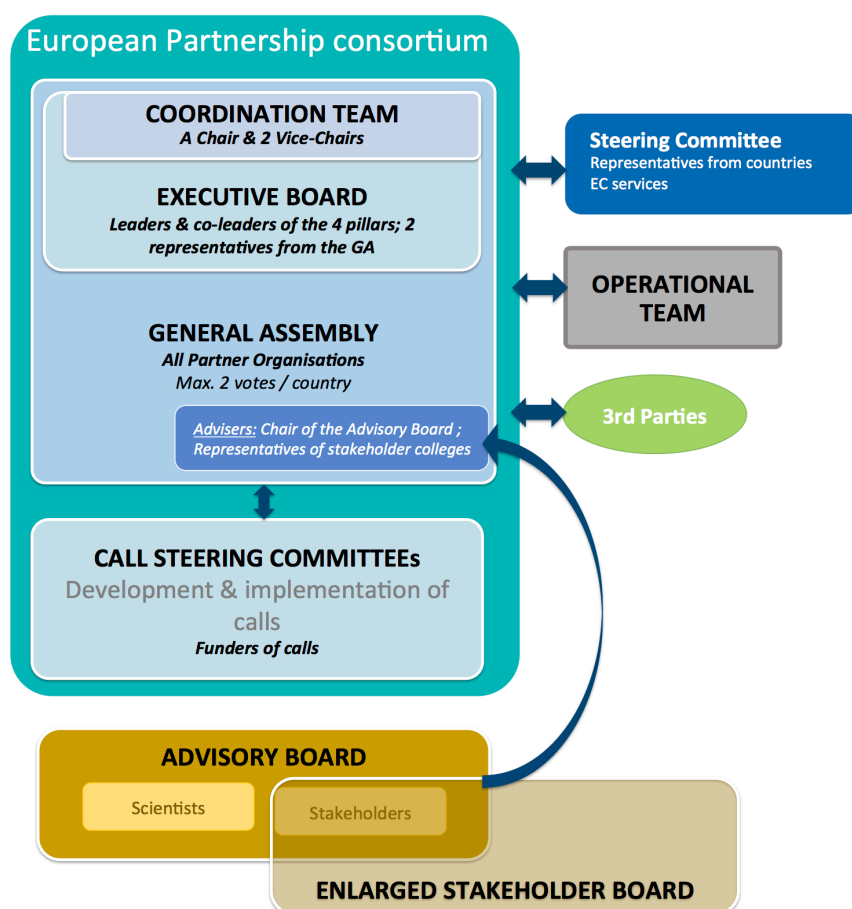 European Partnership consortium
COORDINATION TEAM
A Chair & 2 Vice-Chairs
EXECUTIVE BOARD
Leaders & co-leaders of the 4 pillars; 2
representatives from the GA
GENERAL ASSEMBLY
All Partner Organisations
Max. 2 votes / country
Advisers: Chair of the Advisory Board ;
Representatives of stakeholder colleges
Steering Committee
Representatives from countries
EC services
OPERATIONAL
TEAM
3rd Parties
CALL STEERING COMMITTEEs
Development & implementation of
calls
Funders of calls
ADVISORY BOARD
Scientists
Stakeholders
ENLARGED STAKEHOLDER BOARD